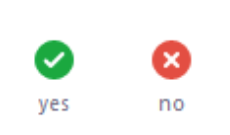 yes no